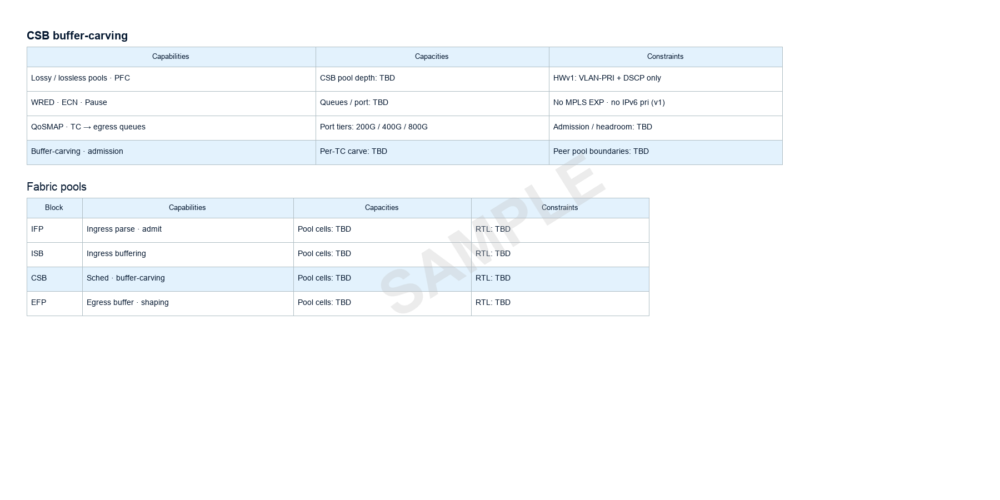 CSB buffer-carving
Capabilities Capacities Constraints
Lossy / lossless pools · PFC CSB pool depth: TBD HWv1: VLAN-PRI + DSCP only
WRED · ECN · Pause Queues / port: TBD No MPLS EXP · no IPv6 pri (v1)
QoSMAP · TC → egress queues Port tiers: 200G / 400G / 800G Admission / headroom: TBD
Buffer-carving · admission Per-TC carve: TBD Peer pool boundaries: TBD
Fabric pools
Block Capabilities Capacities Constraints
IFP Ingress parse · admit Pool cells: TBD RTL: TBD
ISB Ingress buffering Pool cells: TBD RTL: TBD
CSB Sched · buffer-carving Pool cells: TBD RTL: TBD
EFP Egress buffer · shaping Pool cells: TBD RTL: TBD
SAMPLE